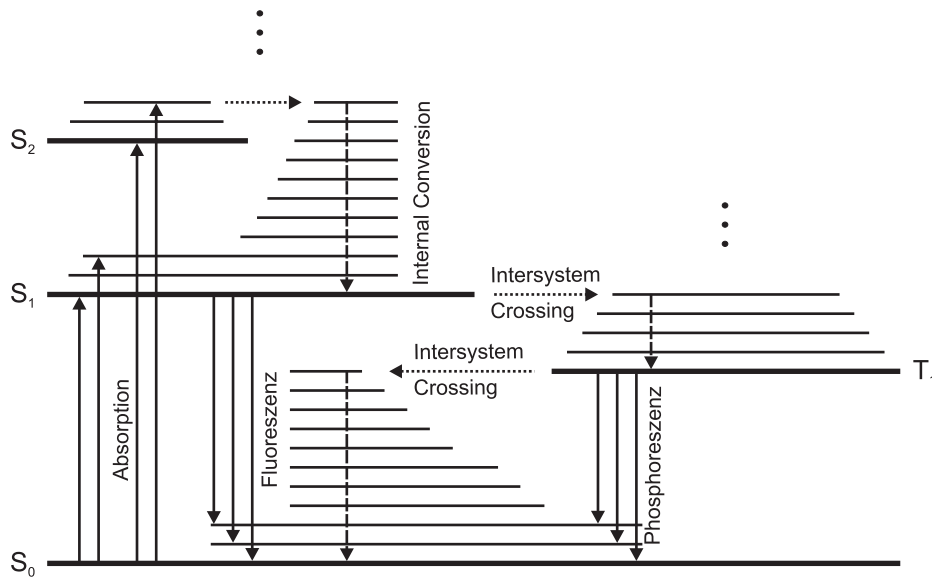 S2
Internal Conversion
S1
Intersystem
Crossing
Intersystem
Crossing
T
Absorption
Fluoreszenz
Phosphoreszenz
S0